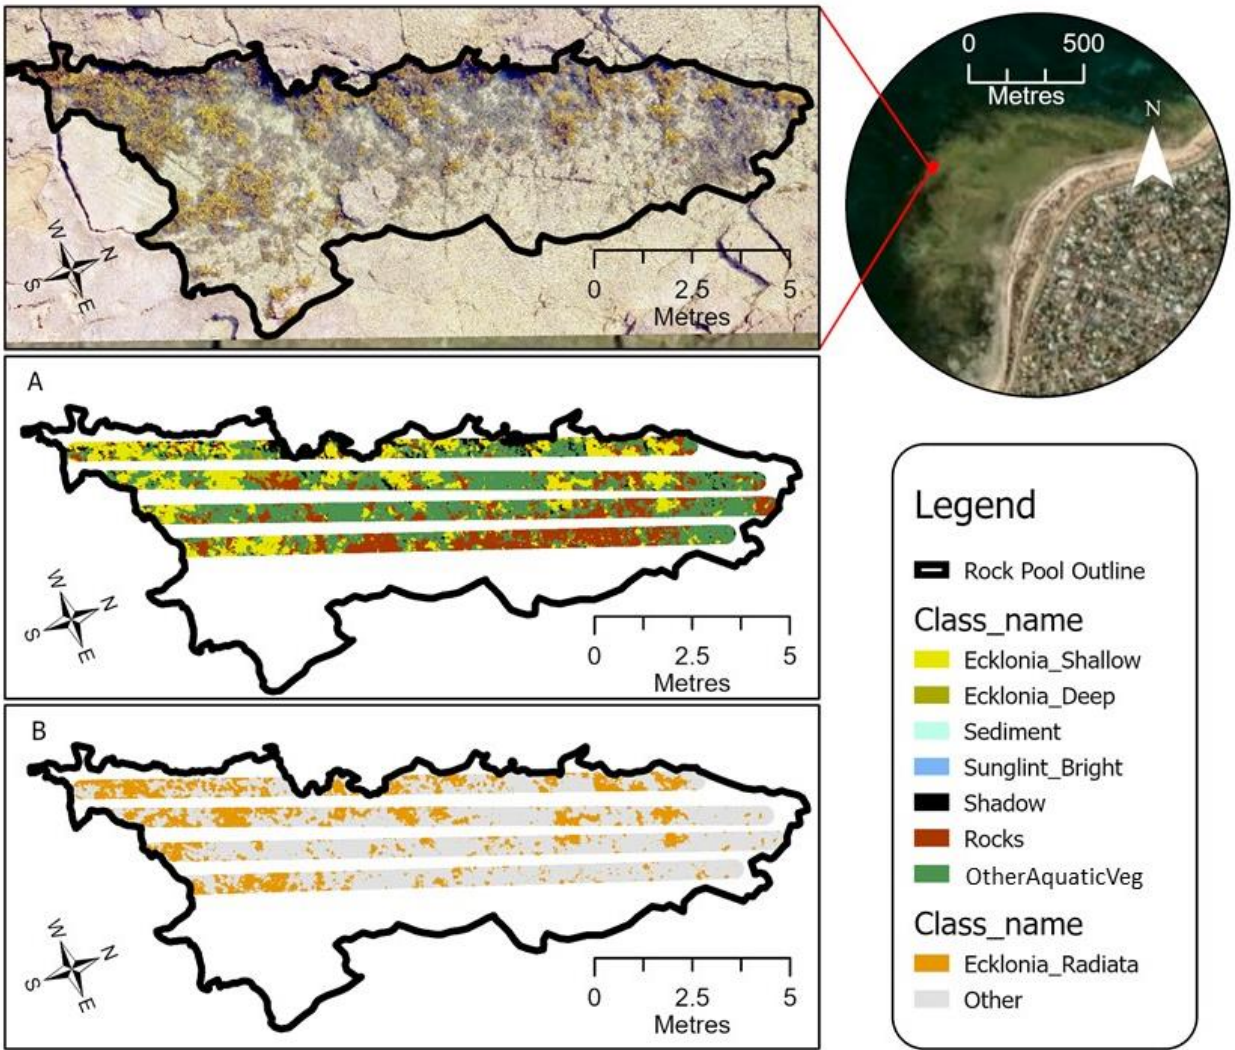 W
N
S
E
0 2.5 5
Metres
0 500
Metres
N
A
W
N
S
E
0 2.5 5
Metres
B
W
N
S
E
0 2.5 5
Metres
Legend
Rock Pool Outline
Class_name
Ecklonia_Shallow
Ecklonia_Deep
Sediment
Sunglint_Bright
Shadow
Rocks
OtherAquaticVeg
Class_name
Ecklonia_Radiata
Other